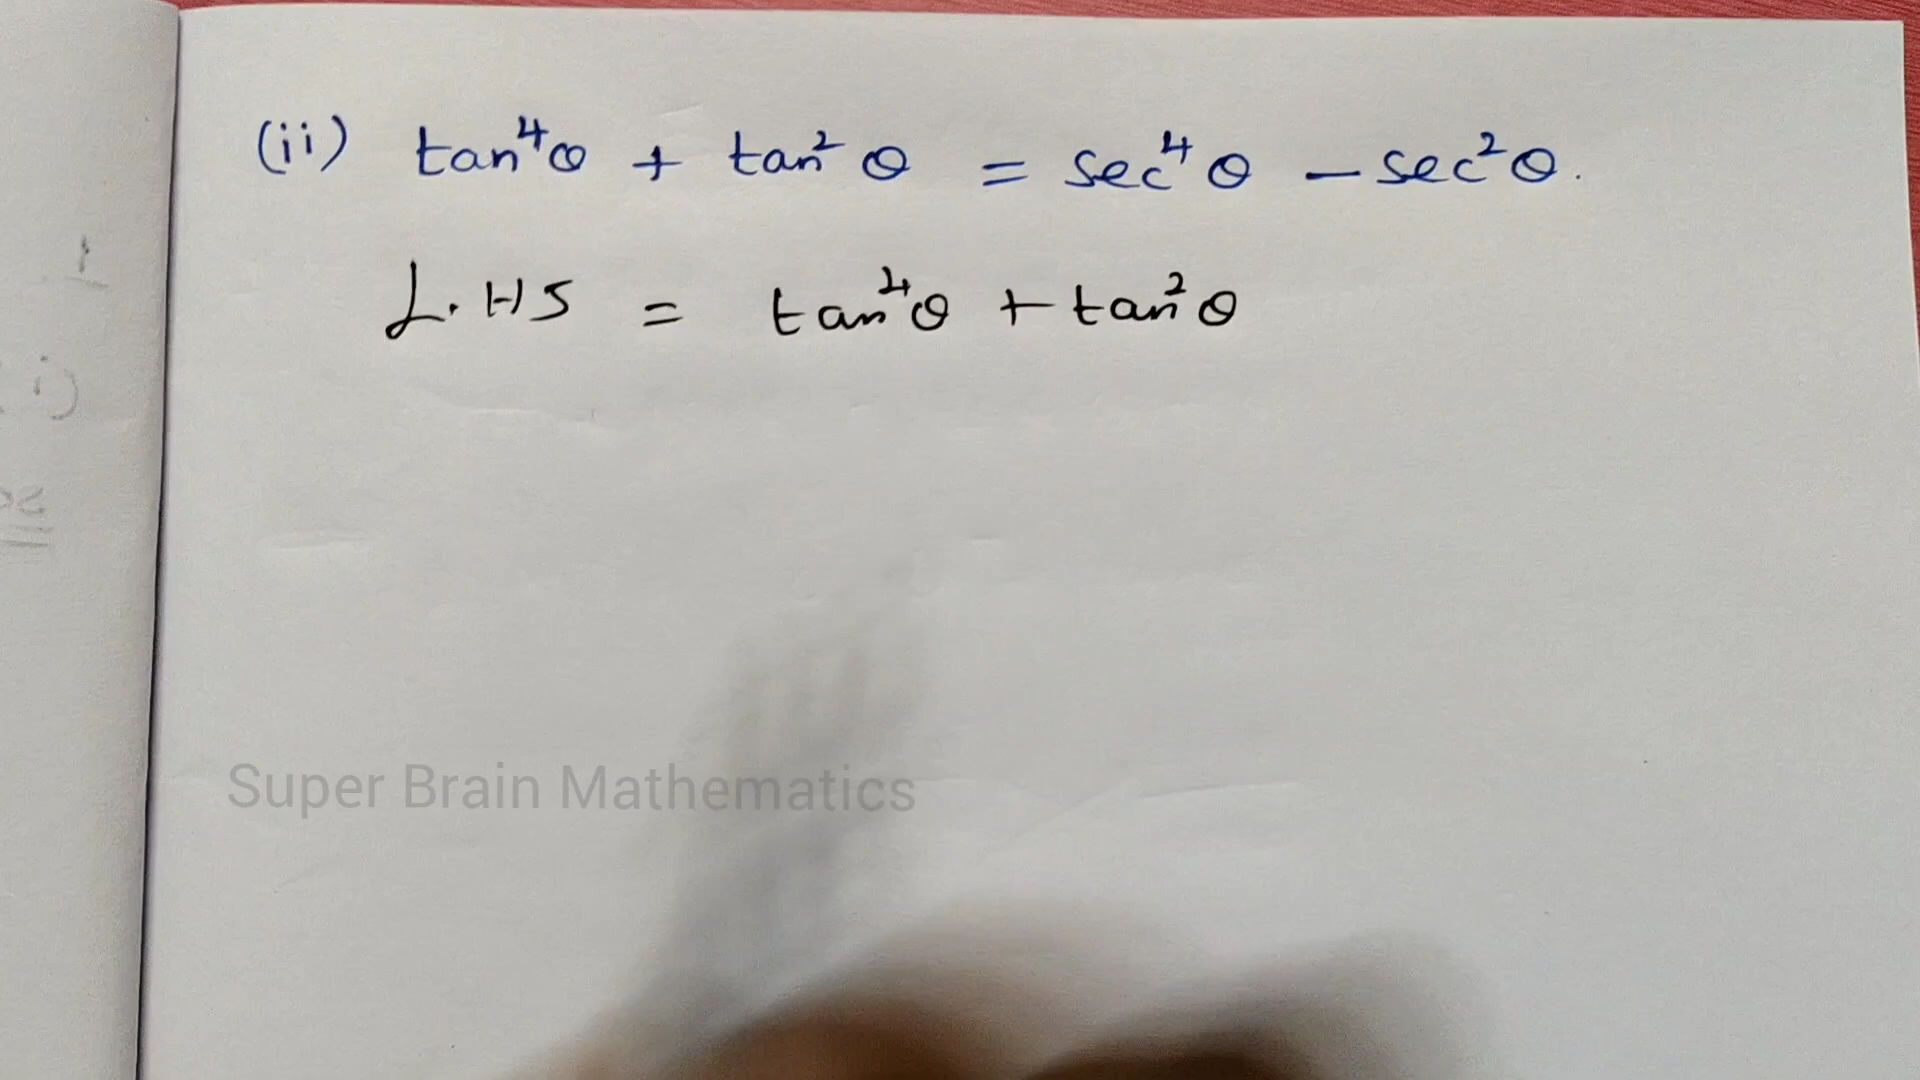 (ii) tan⁴θ + tan²θ = sec⁴θ - sec²θ.
L.HS = tan⁴θ + tan²θ
Super Brain Mathematics